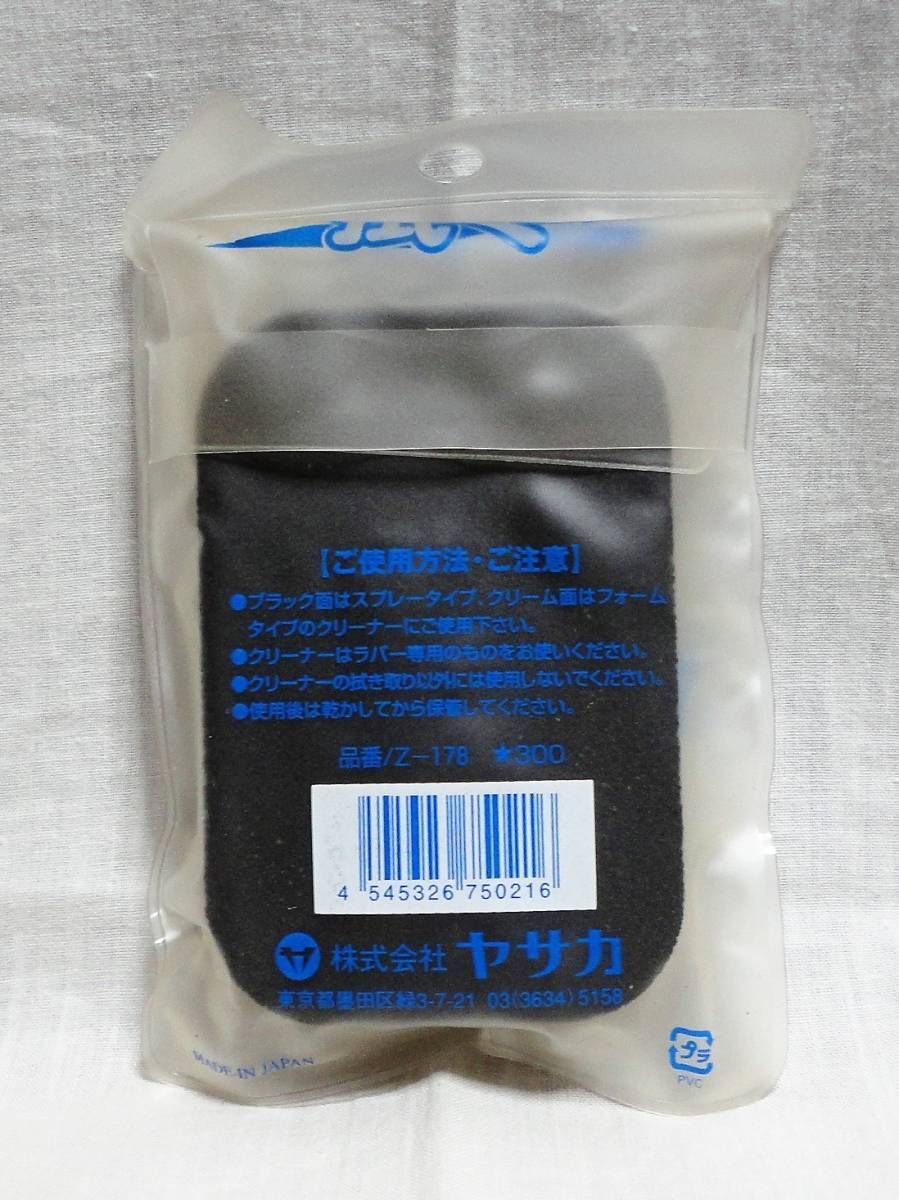 【ご使用方法・ご注意】
●ブラック面はスプレータイプ、クリーム面はフォーム
タイプのクリーナーにご使用下さい。
●クリーナーはラバー専用のものをお使いください。
●クリーナーの拭き取り以外には使用しないでください。
●使用後は乾かしてから保管してください。
品番/Z-178 ★300
4 545326 750216
株式会社 ヤサカ
東京都墨田区緑3-7-21 03(3634)5158
MADE IN JAPAN
プラ
PVC